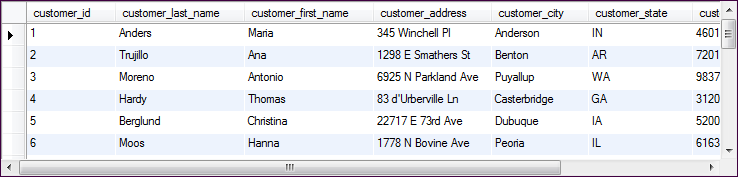 customer_id customer_last_name customer_first_name customer_address customer_city customer_state cust
1 Anders Maria 345 Winchell Pl Anderson IN 4601
2 Trujillo Ana 1298 E Smathers St Benton AR 7201
3 Moreno Antonio 6925 N Parkland Ave Puyallup WA 9837
4 Hardy Thomas 83 d'Urberville Ln Casterbridge GA 3120
5 Berglund Christina 22717 E 73rd Ave Dubuque IA 5200
6 Moos Hanna 1778 N Bovine Ave Peoria IL 6163